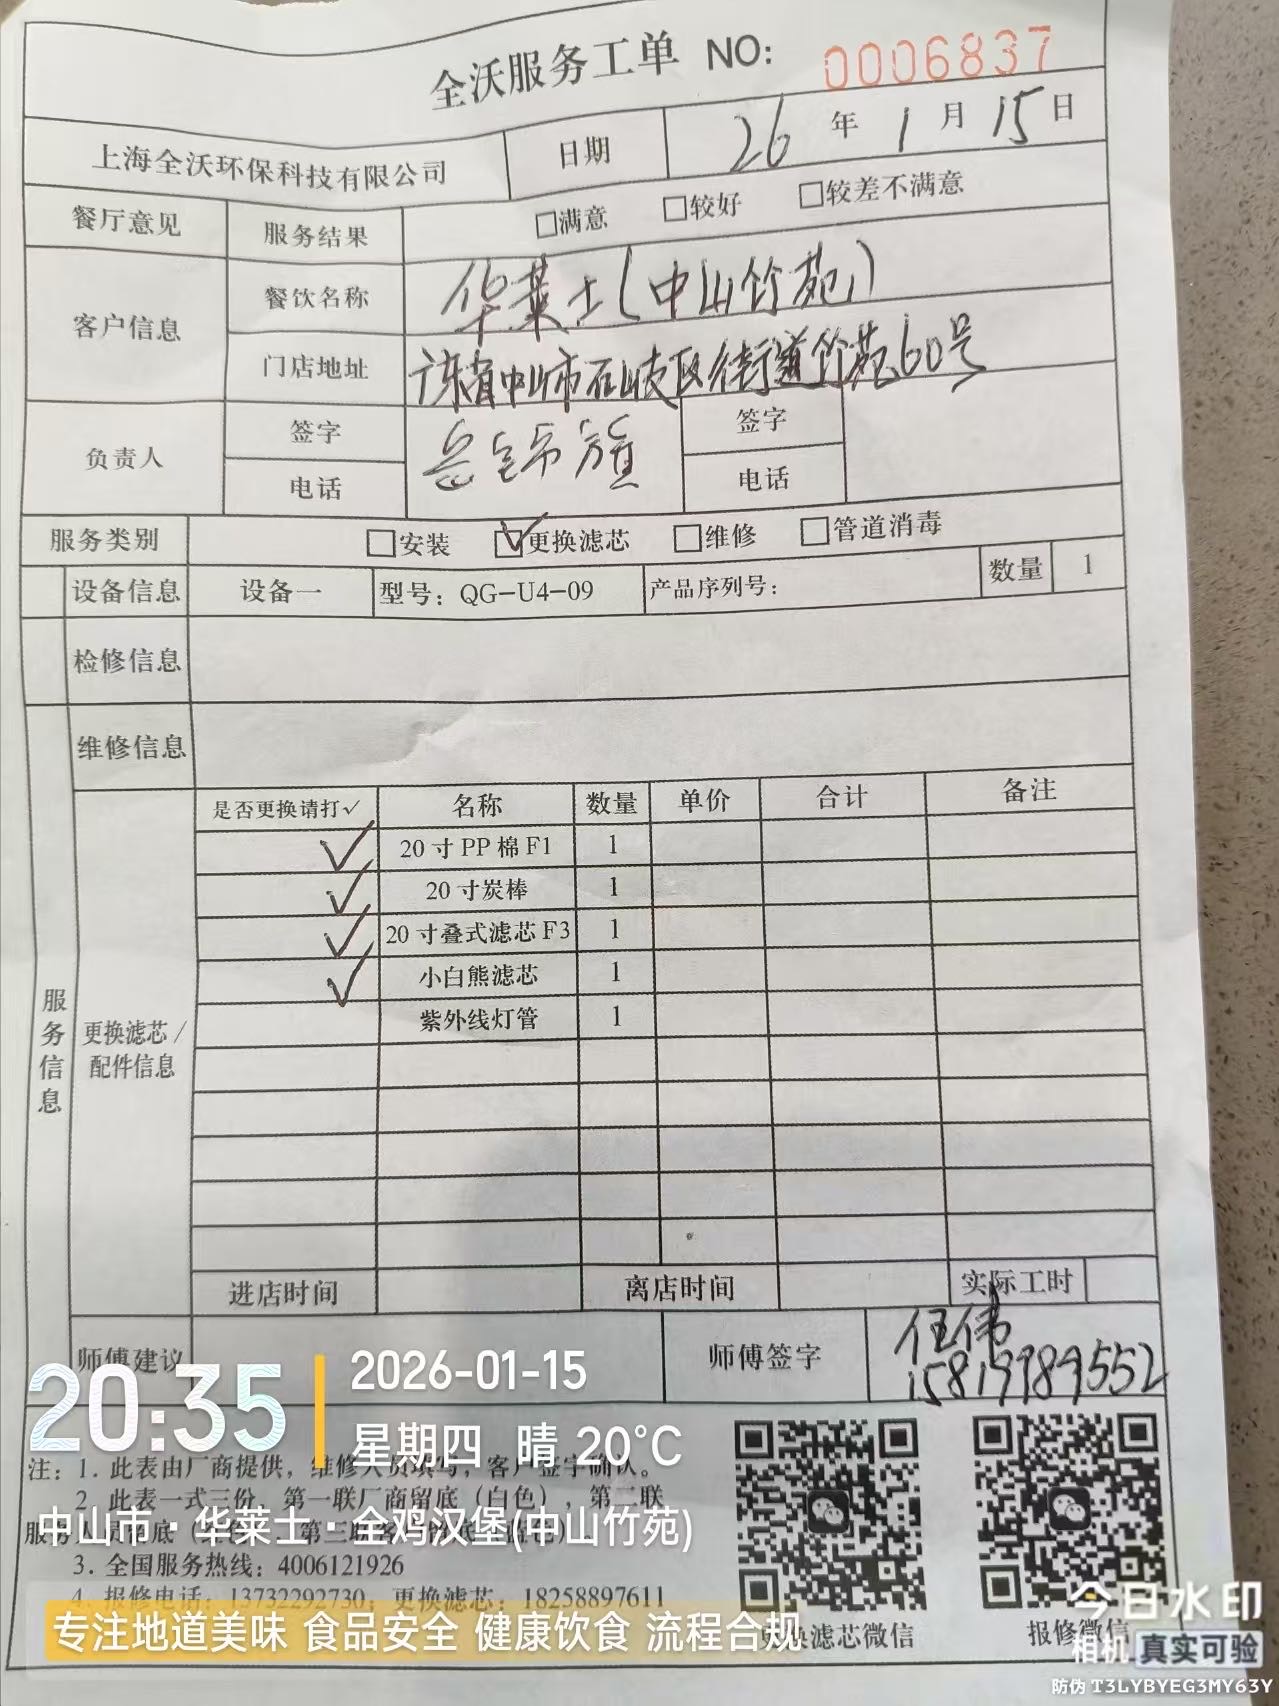 全沃服务工单 NO: 0006837
上海全沃环保科技有限公司 日期 26 年 1 月 15 日
餐厅意见 服务结果 □满意 □较好 □较差不满意
客户信息 餐饮名称 华莱士(中山竹苑)
门店地址 广东省中山市石岐区街道竹苑60号
负责人 签字 签字
电话 电话
服务类别 □安装 ☑更换滤芯 □维修 □管道消毒
设备信息 设备一 型号：QG-U4-09 产品序列号： 数量 1
检修信息
维修信息
服务信息
更换滤芯/配件信息
是否更换请打✓ 名称 数量 单价 合计 备注
✓ 20寸PP棉F1 1
✓ 20寸炭棒 1
✓ 20寸叠式滤芯F3 1
✓ 小白熊滤芯 1
紫外线灯管 1
进店时间 离店时间 实际工时
师傅建议 师傅签字 任伟
15819989552
20:35 2026-01-15
星期四 晴 20°C
注：1. 此表由厂商提供，维修人员填写，客户签字确认。
2. 此表一式三份，第一联厂商留底（白色），第二联
中山市·华莱士·全鸡汉堡(中山竹苑)
3. 全国服务热线：4006121926
4. 报修电话：13732292730；更换滤芯：18258897611
专注地道美味 食品安全 健康饮食 流程合规
更换滤芯微信 报修微信
今日水印
相机 真实可验
防伪 T3LYBYEG3MY63Y